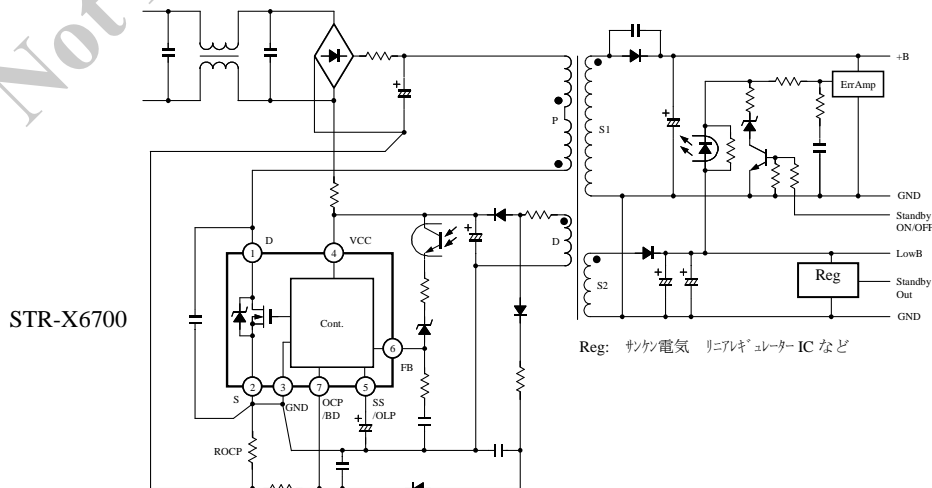 Not
+
+B
ErrAmp
P
S1
+
GND
Standby
ON/OFF
D
VCC
+
D
LowB
1
4
S2
+
+
Reg
Standby
Out
STR-X6700
Cont.
GND
6
FB
Reg: サンケン電気 リニアレギュレーター IC など
2
3
7
5
S
GND
OCP
/BD
SS
/OLP
+
ROCP